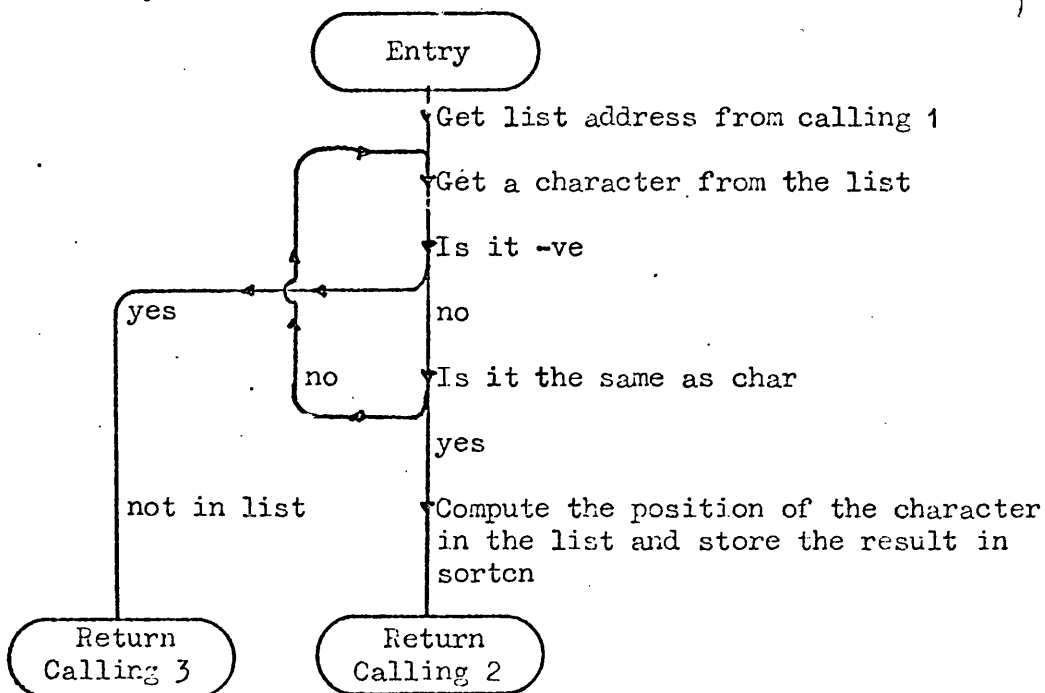 Entry
Get list address from calling 1
Get a character from the list
Is it -ve
yes
no
no
Is it the same as char
yes
not in list
Compute the position of the character
in the list and store the result in
sortcn
Return
Calling 3
Return
Calling 2